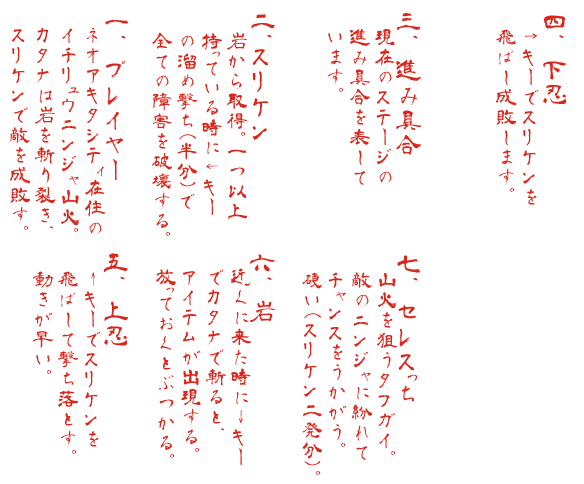 一、プレイヤー
ネオアキタシティ在住の
イチリュウニンジャ山火。
カタナは岩を斬り裂き、
スリケンで敵を成敗す。
二、スリケン
岩から取得。一つ以上
持っている時に←キー
の溜め撃ち（半分）で
全ての障害を破壊する。
三、進み具合
現在のステージの
進み具合を表して
います。
四、下忍
→キーでスリケンを
飛ばし成敗します。
五、上忍
↑キーでスリケンを
飛ばして撃ち落とす。
動きが早い。
六、岩
近くに来た時に↓キー
でカタナで斬ると、
アイテムが出現する。
放っておくとぶつかる。
七、セレスっち
山火を狙うタフガイ。
敵のニンジャに紛れて
チャンスをうかがう。
硬い（スリケン二発分）。